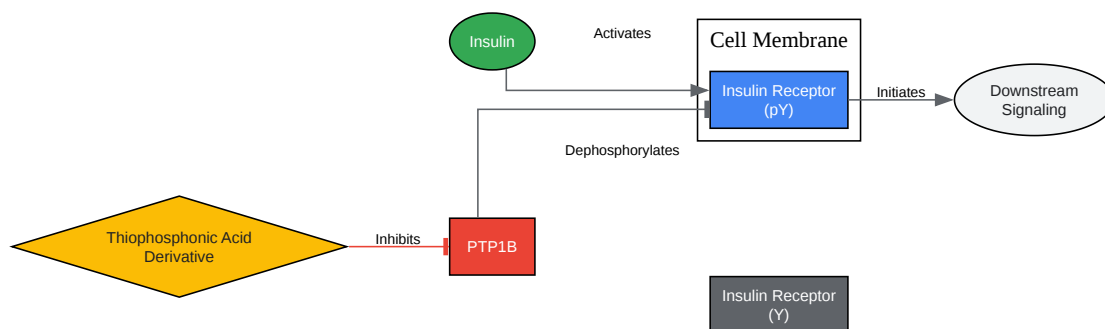 Insulin
Activates
Cell Membrane
Insulin Receptor
(pY)
Initiates
Downstream
Signaling
Dephosphorylates
Thiophosphonic Acid
Derivative
Inhibits
PTP1B
Insulin Receptor
(Y)